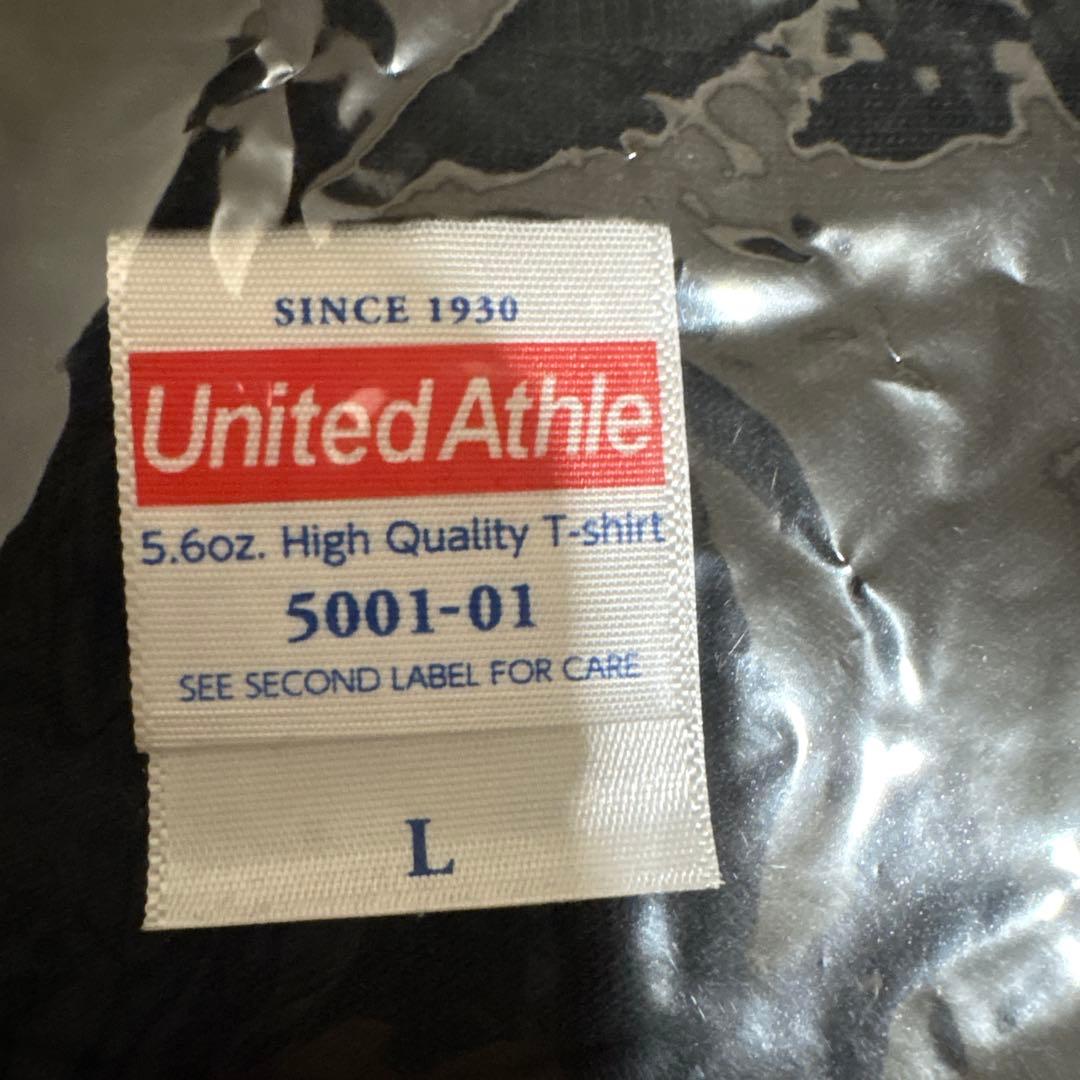 SINCE 1930
United Athle
5.6oz. High Quality T-shirt
5001-01
SEE SECOND LABEL FOR CARE
L